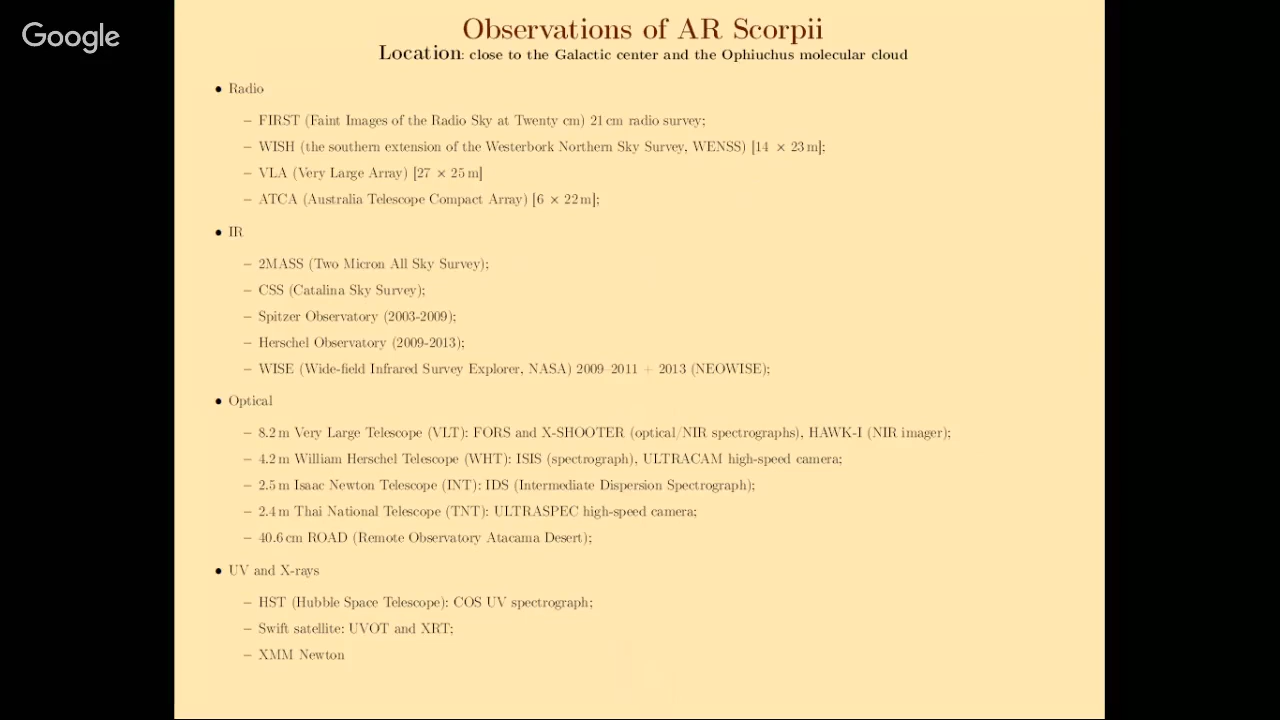 Google
Observations of AR Scorpii
Location: close to the Galactic center and the Ophiuchus molecular cloud
• Radio
– FIRST (Faint Images of the Radio Sky at Twenty cm) 21 cm radio survey;
– WISH (the southern extension of the Westerbork Northern Sky Survey, WENSS) [14 × 23 m];
– VLA (Very Large Array) [27 × 25 m]
– ATCA (Australia Telescope Compact Array) [6 × 22 m];
• IR
– 2MASS (Two Micron All Sky Survey);
– CSS (Catalina Sky Survey);
– Spitzer Observatory (2003-2009);
– Herschel Observatory (2009-2013);
– WISE (Wide-field Infrared Survey Explorer, NASA) 2009–2011 + 2013 (NEOWISE);
• Optical
– 8.2 m Very Large Telescope (VLT): FORS and X-SHOOTER (optical/NIR spectrographs), HAWK-I (NIR imager);
– 4.2 m William Herschel Telescope (WHT): ISIS (spectrograph), ULTRACAM high-speed camera;
– 2.5 m Isaac Newton Telescope (INT): IDS (Intermediate Dispersion Spectrograph);
– 2.4 m Thai National Telescope (TNT): ULTRASPEC high-speed camera;
– 40.6 cm ROAD (Remote Observatory Atacama Desert);
• UV and X-rays
– HST (Hubble Space Telescope): COS UV spectrograph;
– Swift satellite: UVOT and XRT;
– XMM Newton